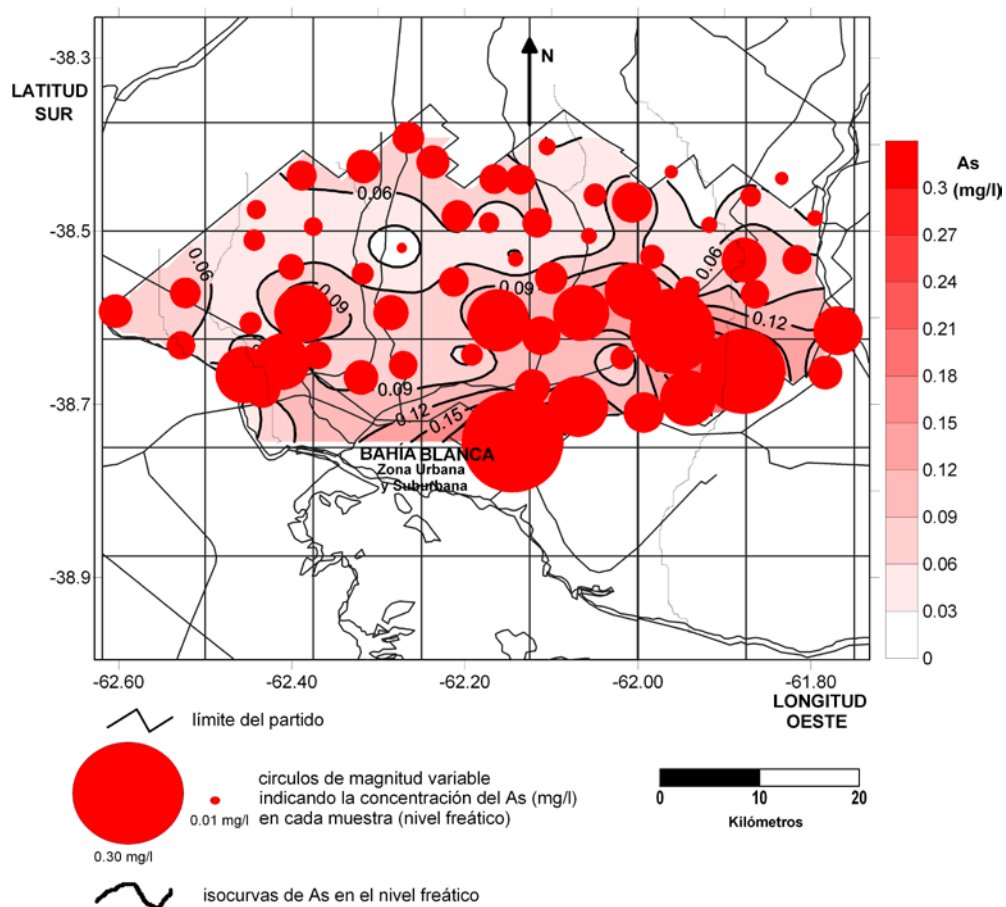 -38.3
LATITUD
SUR
N
As
(mg/l)
0.3
0.27
0.24
0.21
0.18
0.15
0.12
0.09
0.06
0.03
0
-38.5
-38.7
-38.9
0.06
0.06
0.06
0.09
0.09
0.12
0.09
0.12
0.15
BAHÍA BLANCA
Zona Urbana
y Suburbana
-62.60
-62.40
-62.20
-62.00
-61.80
LONGITUD
OESTE
límite del partido
circulos de magnitud variable
indicando la concentración del As (mg/l)
en cada muestra (nivel freático)
0.01 mg/l
0.30 mg/l
0
10
20
Kilómetros
isocurvas de As en el nivel freático